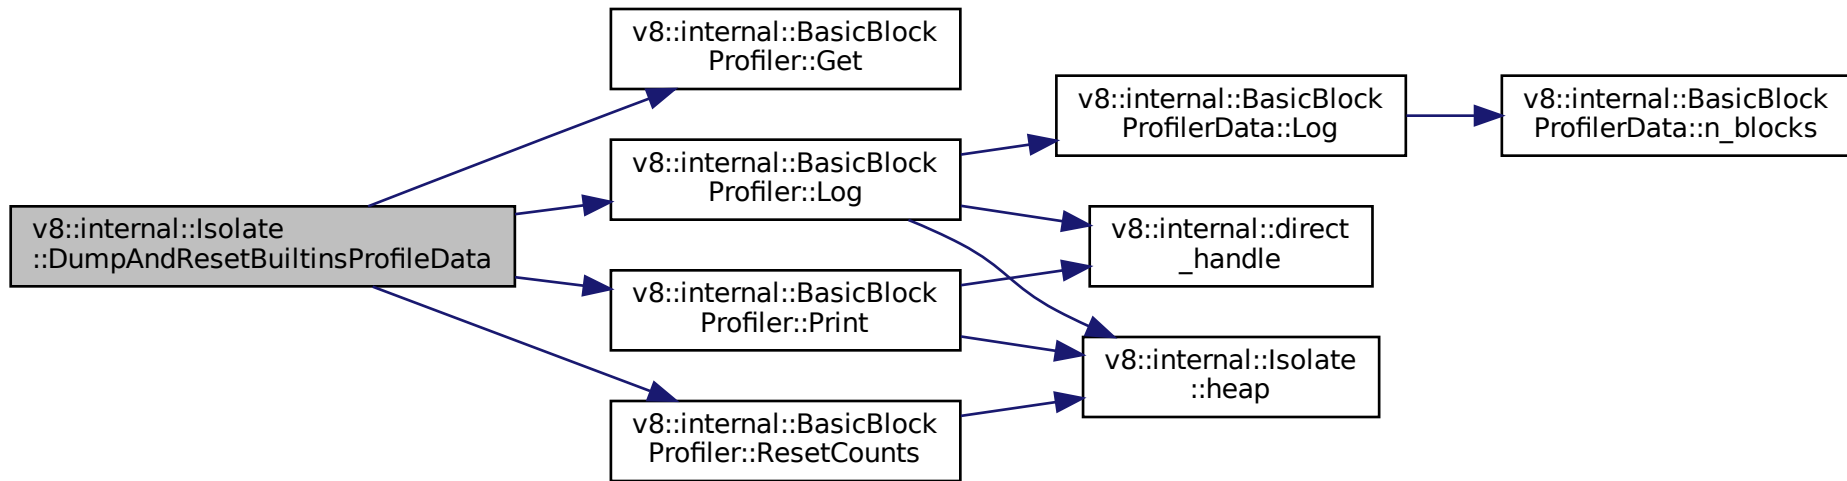 v8::internal::Isolate
::DumpAndResetBuiltinsProfileData
v8::internal::BasicBlock
Profiler::Get
v8::internal::BasicBlock
Profiler::Log
v8::internal::BasicBlock
Profiler::Print
v8::internal::BasicBlock
Profiler::ResetCounts
v8::internal::BasicBlock
ProfilerData::Log
v8::internal::direct
_handle
v8::internal::Isolate
::heap
v8::internal::BasicBlock
ProfilerData::n_blocks